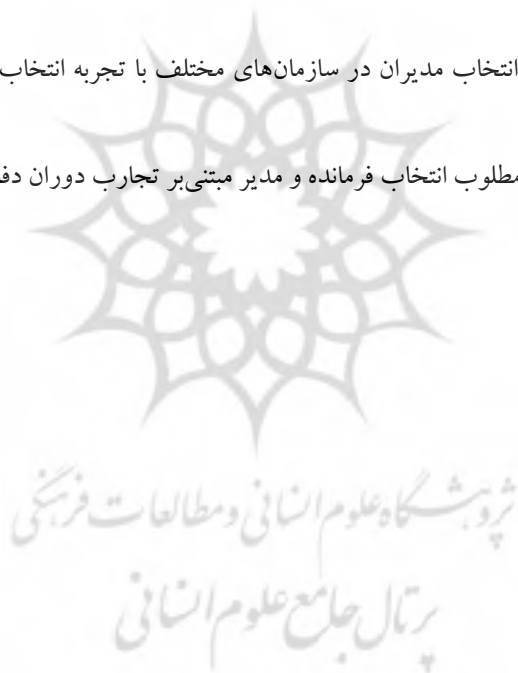 انتخاب مدیران در سازمان‌های مختلف با تجربه انتخاب
مطلوب انتخاب فرمانده و مدیر مبتنی‌بر تجارب دوران دف
پژوهشگاه علوم انسانی و مطالعات فرهنگی
پرتال جامع علوم انسانی